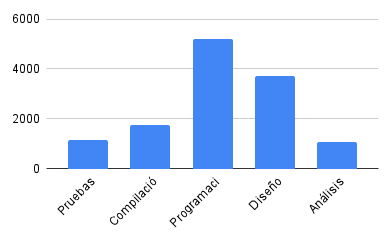 6000
4000
2000
0
Pruebas
Compilació
Programaci
Diseño
Análisis